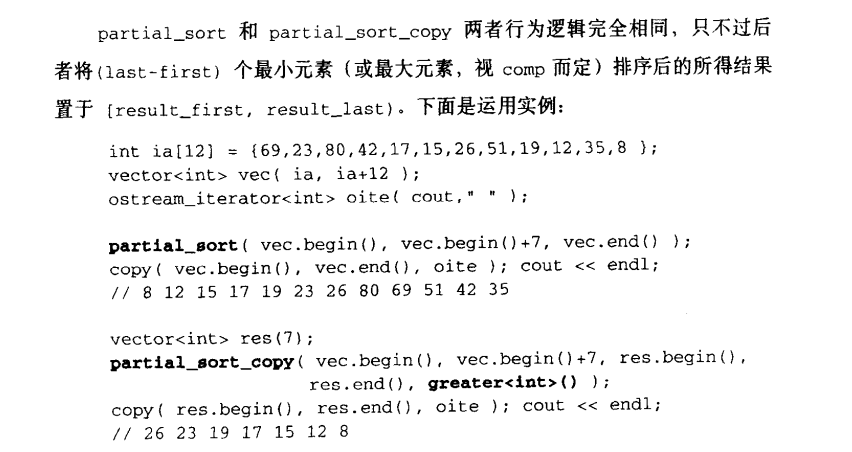 partial_sort 和 partial_sort_copy 两者行为逻辑完全相同，只不过后
者将(last-first) 个最小元素（或最大元素，视 comp 而定）排序后的所得结果
置于 [result_first, result_last)。下面是运用实例：
int ia[12] = {69,23,80,42,17,15,26,51,19,12,35,8 };
vector<int> vec( ia, ia+12 );
ostream_iterator<int> oite( cout," " );
partial_sort( vec.begin(), vec.begin()+7, vec.end() );
copy( vec.begin(), vec.end(), oite ); cout << endl;
// 8 12 15 17 19 23 26 80 69 51 42 35
vector<int> res(7);
partial_sort_copy( vec.begin(), vec.begin()+7, res.begin(),
res.end(), greater<int>() );
copy( res.begin(), res.end(), oite ); cout << endl;
// 26 23 19 17 15 12 8